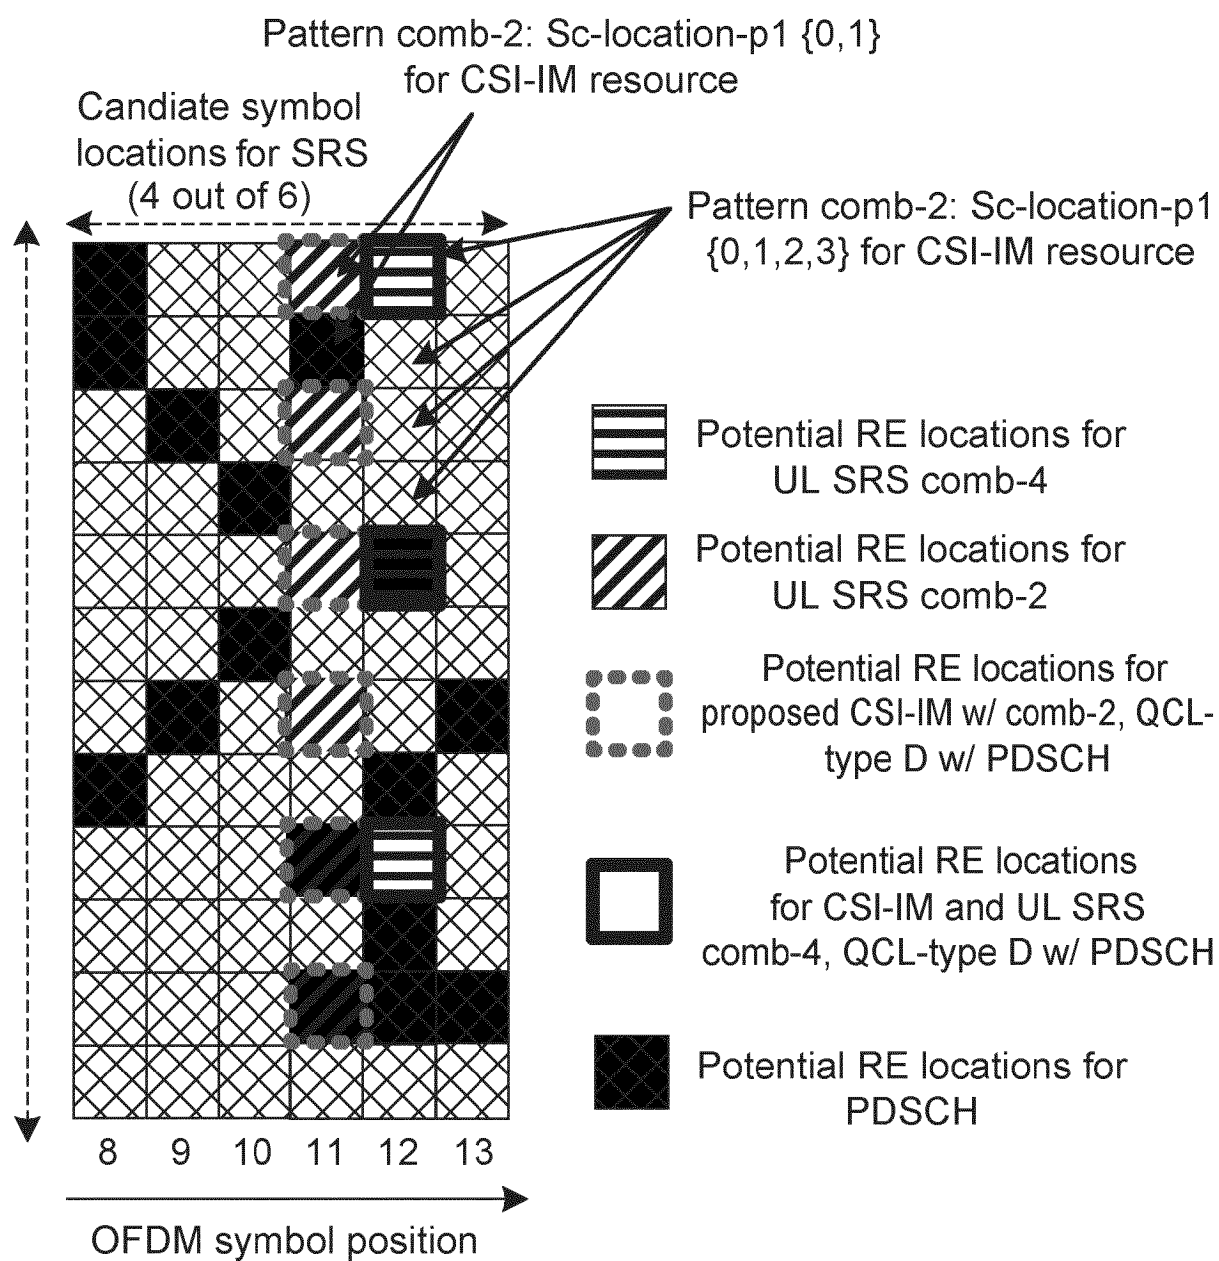 Pattern comb-2: Sc-location-p1 {0,1}
for CSI-IM resource
Candiate symbol
locations for SRS
(4 out of 6)
Pattern comb-2: Sc-location-p1
{0,1,2,3} for CSI-IM resource
Potential RE locations for
UL SRS comb-4
Potential RE locations for
UL SRS comb-2
Potential RE locations for
proposed CSI-IM w/ comb-2, QCL-
type D w/ PDSCH
Potential RE locations
for CSI-IM and UL SRS
comb-4, QCL-type D w/ PDSCH
Potential RE locations for
PDSCH
8 9 10 11 12 13
OFDM symbol position